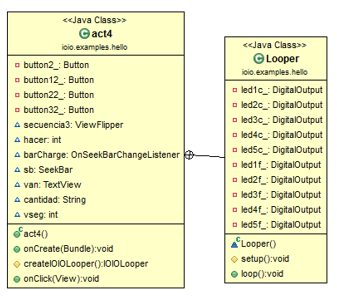 <<Java Class>>
act4
ioio.examples.hello
button2_: Button
button12_: Button
button22_: Button
button32_: Button
secuencia3: ViewFlipper
hacer: int
barCharge: OnSeekBarChangeListener
sb: SeekBar
van: TextView
cantidad: String
vseg: int
act4()
onCreate(Bundle):void
createIOIOLooper():IOIOLooper
onClick(View):void
<<Java Class>>
Looper
ioio.examples.hello
led1c_: DigitalOutput
led2c_: DigitalOutput
led3c_: DigitalOutput
led4c_: DigitalOutput
led5c_: DigitalOutput
led1f_: DigitalOutput
led2f_: DigitalOutput
led3f_: DigitalOutput
led4f_: DigitalOutput
led5f_: DigitalOutput
Looper()
setup():void
loop():void